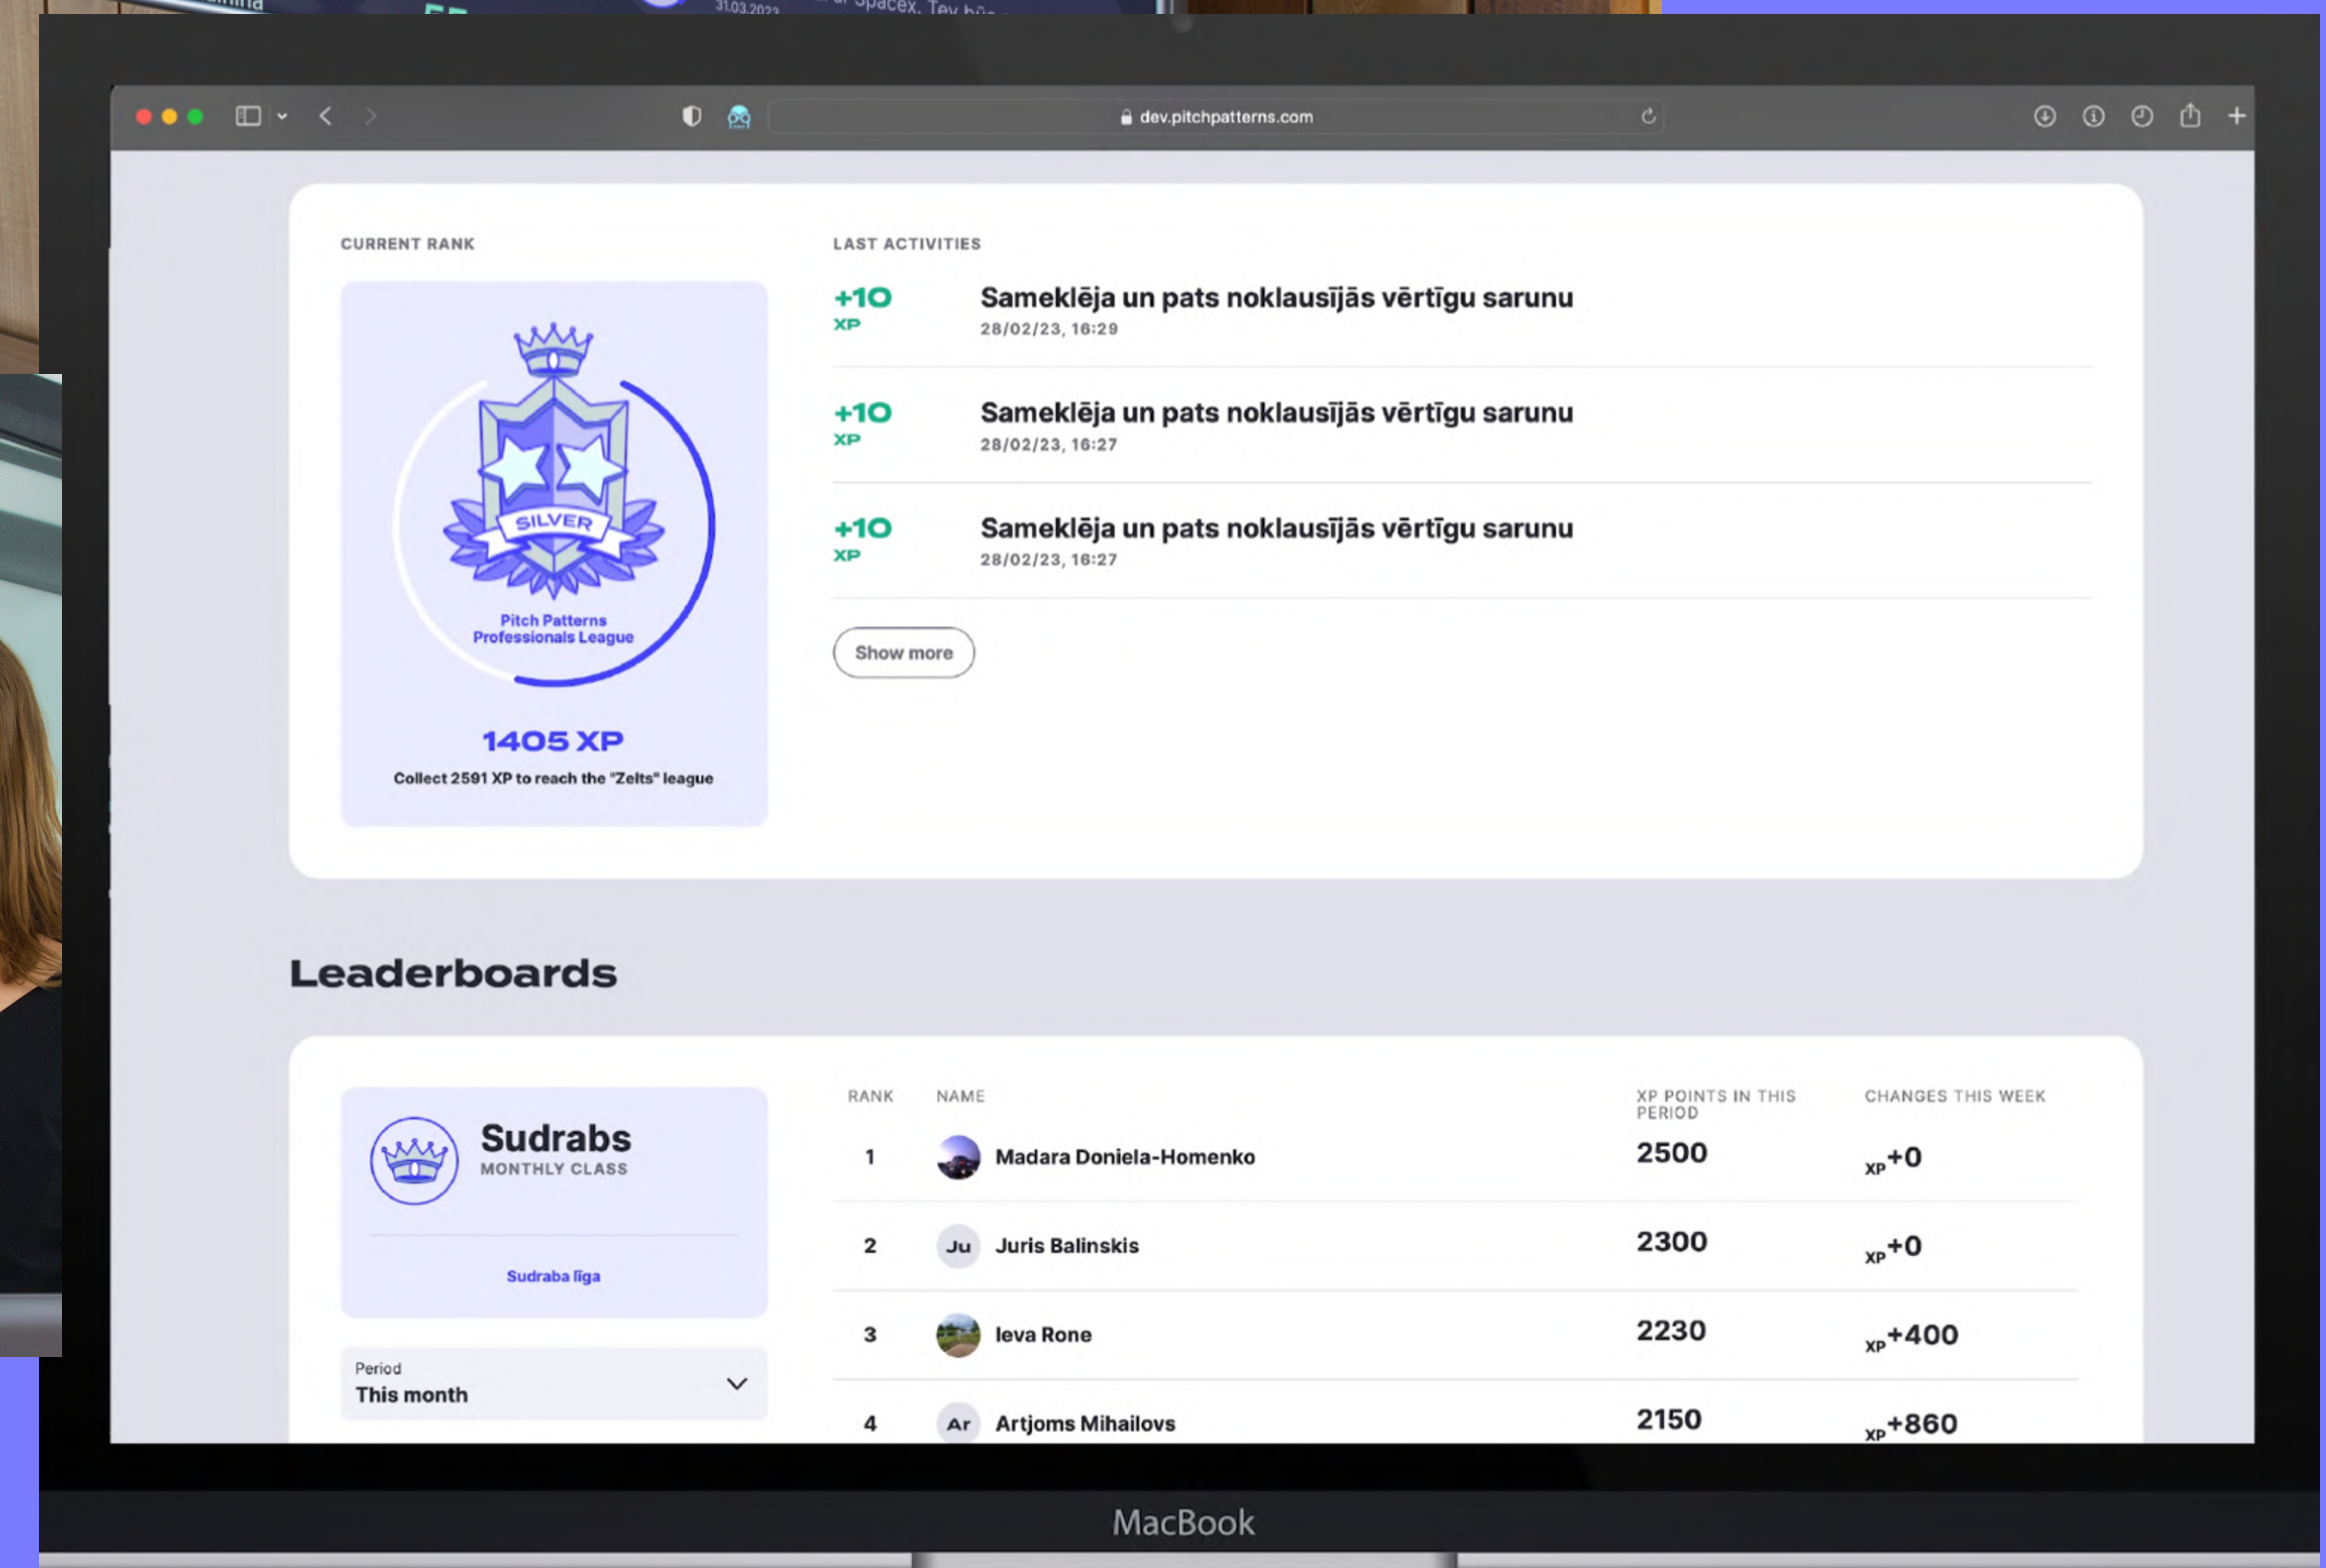 31.03.2023
Spacex. Tev
dev.pitchpatterns.com
CURRENT RANK
SILVER
Pitch Patterns
Professionals League
1405 XP
Collect 2591 XP to reach the "Zelts" league
LAST ACTIVITIES
+10
XP
Sameklēja un pats noklausījās vērtīgu sarunu
28/02/23, 16:29
+10
XP
Sameklēja un pats noklausījās vērtīgu sarunu
28/02/23, 16:27
+10
XP
Sameklēja un pats noklausījās vērtīgu sarunu
28/02/23, 16:27
Show more
Leaderboards
Sudrabs
MONTHLY CLASS
Sudraba līga
Period
This month
RANK NAME XP POINTS IN THIS PERIOD CHANGES THIS WEEK
1 Madara Doniela-Homenko 2500 XP+0
2 Ju Juris Balinskis 2300 XP+0
3 Ieva Rone 2230 XP+400
4 Ar Artjoms Mihailovs 2150 XP+860
MacBook